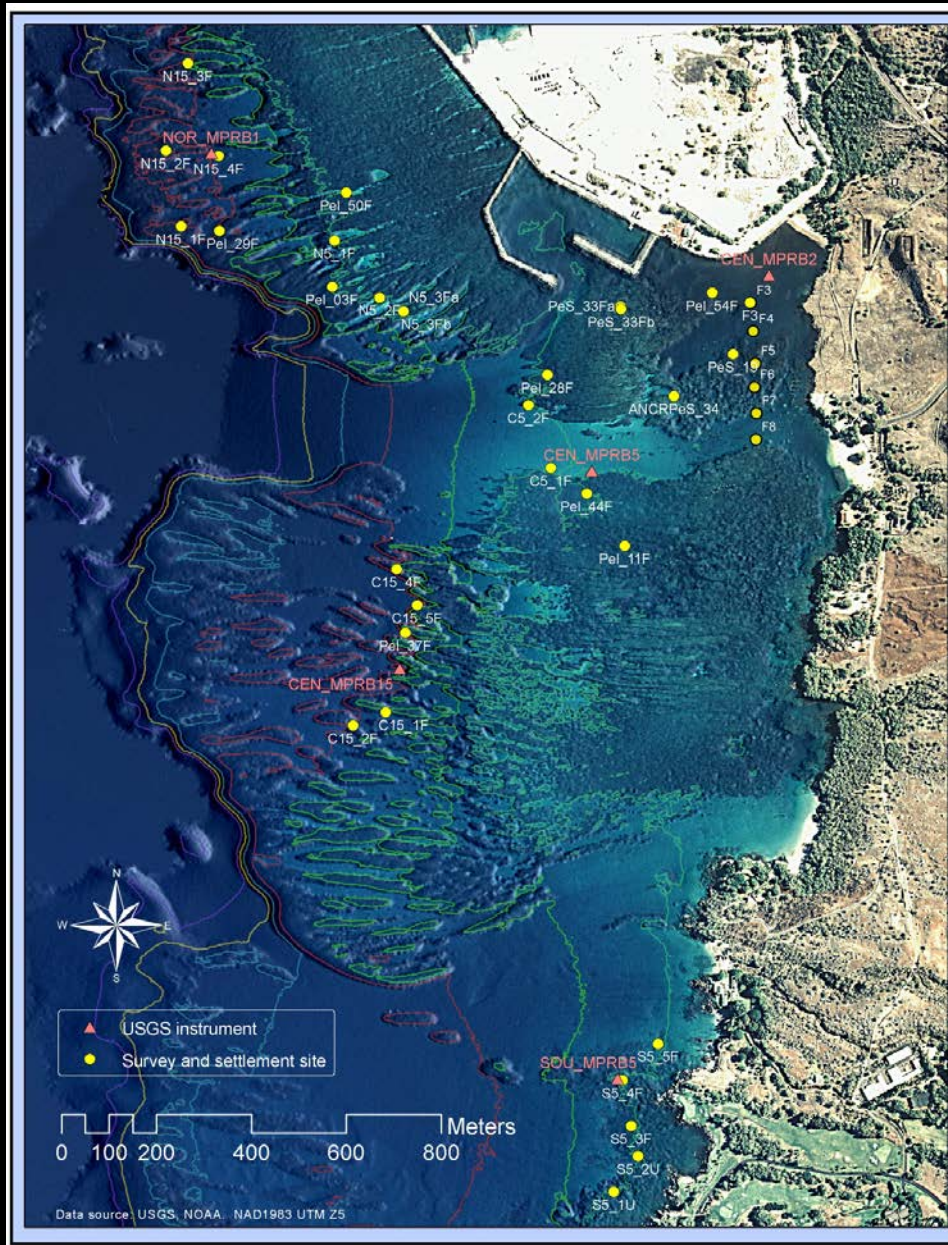 N15_3F
NOR_MPRB1
N15_2F
N15_4F
Pel_50F
N15_1F
Pel_29F
N5_1F
CEN_MPRB2
Pel_03F
N5_2F
N5_3Fa
N5_3Fb
PeS_33Fa
PeS_33Fb
Pel_54F
F3
F3
F4
PeS_19
F5
F6
F7
F8
Pel_28F
C5_2F
ANCRPeS_34
CEN_MPRB5
C5_1F
Pel_44F
Pel_11F
C15_4F
C15_5F
Pel_37F
CEN_MPRB15
C15_1F
C15_2F
N
W
E
S
USGS instrument
Survey and settlement site
Meters
0 100 200 400 600 800
S5_5F
SOU_MPRB5
S5_4F
S5_3F
S5_2U
S5_1U
Data source: USGS, NOAA. NAD1983 UTM Z5